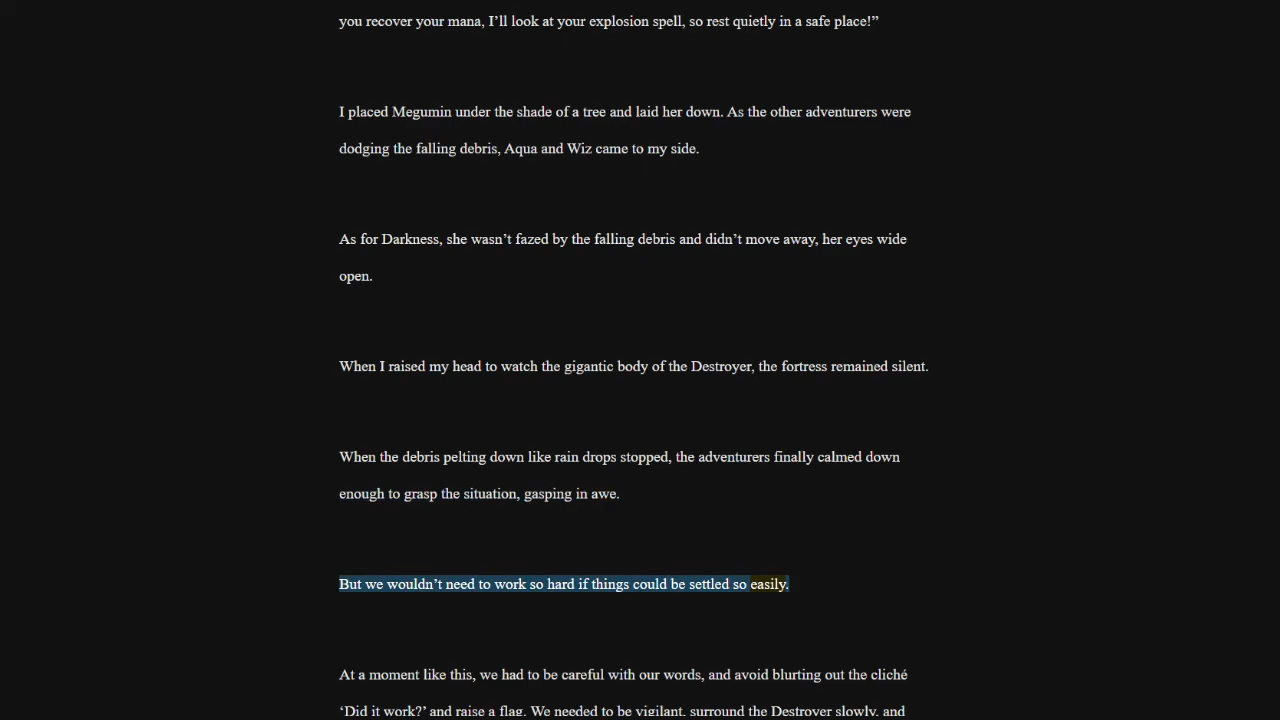 you recover your mana, I’ll look at your explosion spell, so rest quietly in a safe place!”
I placed Megumin under the shade of a tree and laid her down. As the other adventurers were
dodging the falling debris, Aqua and Wiz came to my side.
As for Darkness, she wasn’t fazed by the falling debris and didn’t move away, her eyes wide
open.
When I raised my head to watch the gigantic body of the Destroyer, the fortress remained silent.
When the debris pelting down like rain drops stopped, the adventurers finally calmed down
enough to grasp the situation, gasping in awe.
But we wouldn’t need to work so hard if things could be settled so easily.
At a moment like this, we had to be careful with our words, and avoid blurting out the cliché
‘Did it work?’ and raise a flag. We needed to be vigilant, surround the Destroyer slowly, and